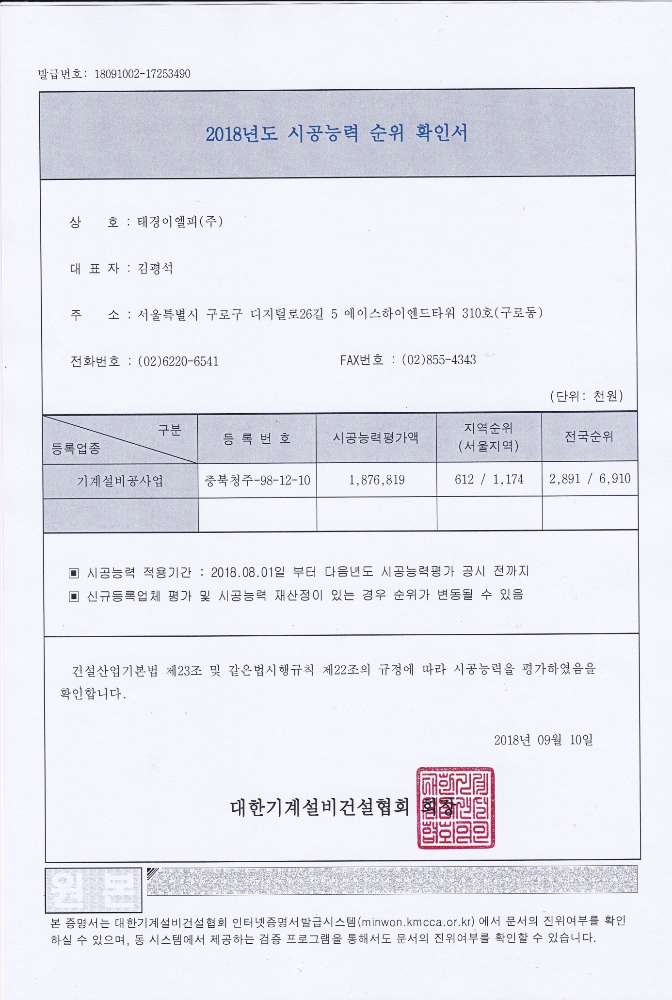 발급번호: 18091002-17253490
2018년도 시공능력 순위 확인서
상 호 : 태경이엘피(주)
대 표 자 : 김평석
주 소 : 서울특별시 구로구 디지털로26길 5 에이스하이엔드타워 310호(구로동)
전화번호 : (02)6220-6541 FAX번호 : (02)855-4343
(단위: 천원)
구분
등록업종
등 록 번 호
시공능력평가액
지역순위
(서울지역)
전국순위
기계설비공사업 충북청주-98-12-10 1,876,819 612 / 1,174 2,891 / 6,910
▣ 시공능력 적용기간 : 2018.08.01일 부터 다음년도 시공능력평가 공시 전까지
▣ 신규등록업체 평가 및 시공능력 재산정이 있는 경우 순위가 변동될 수 있음
건설산업기본법 제23조 및 같은법시행규칙 제22조의 규정에 따라 시공능력을 평가하였음을
확인합니다.
2018년 09월 10일
대한기계설비건설협회 회장
원본
본 증명서는 대한기계설비건설협회 인터넷증명서발급시스템(minwon.kmcca.or.kr) 에서 문서의 진위여부를 확인
하실 수 있으며, 동 시스템에서 제공하는 검증 프로그램을 통해서도 문서의 진위여부를 확인할 수 있습니다.